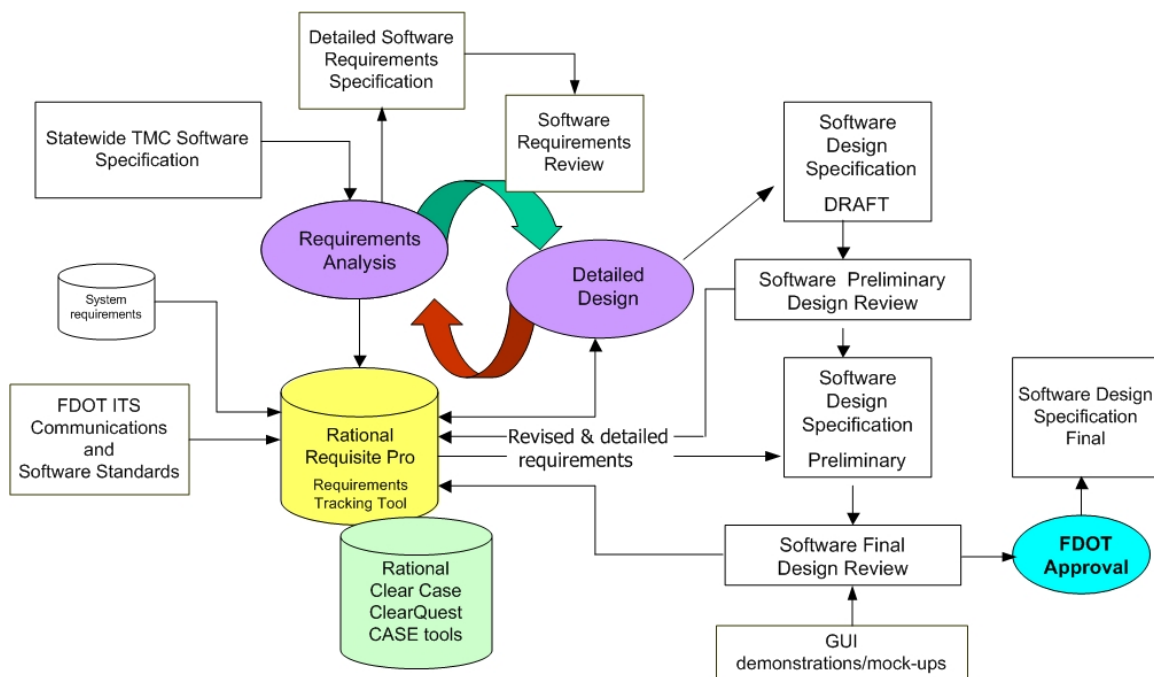 Detailed Software
Requirements
Specification
Statewide TMC Software
Specification
Software
Requirements
Review
Software
Design
Specification
DRAFT
Requirements
Analysis
Detailed
Design
Software Preliminary
Design Review
System
requirements
FDOT ITS
Communications
and
Software Standards
Rational
Requisite Pro
Requirements
Tracking Tool
Revised & detailed
requirements
Software
Design
Specification
Preliminary
Software Design
Specification
Final
Rational
Clear Case
ClearQuest
CASE tools
Software Final
Design Review
FDOT
Approval
GUI
demonstrations/mock-ups